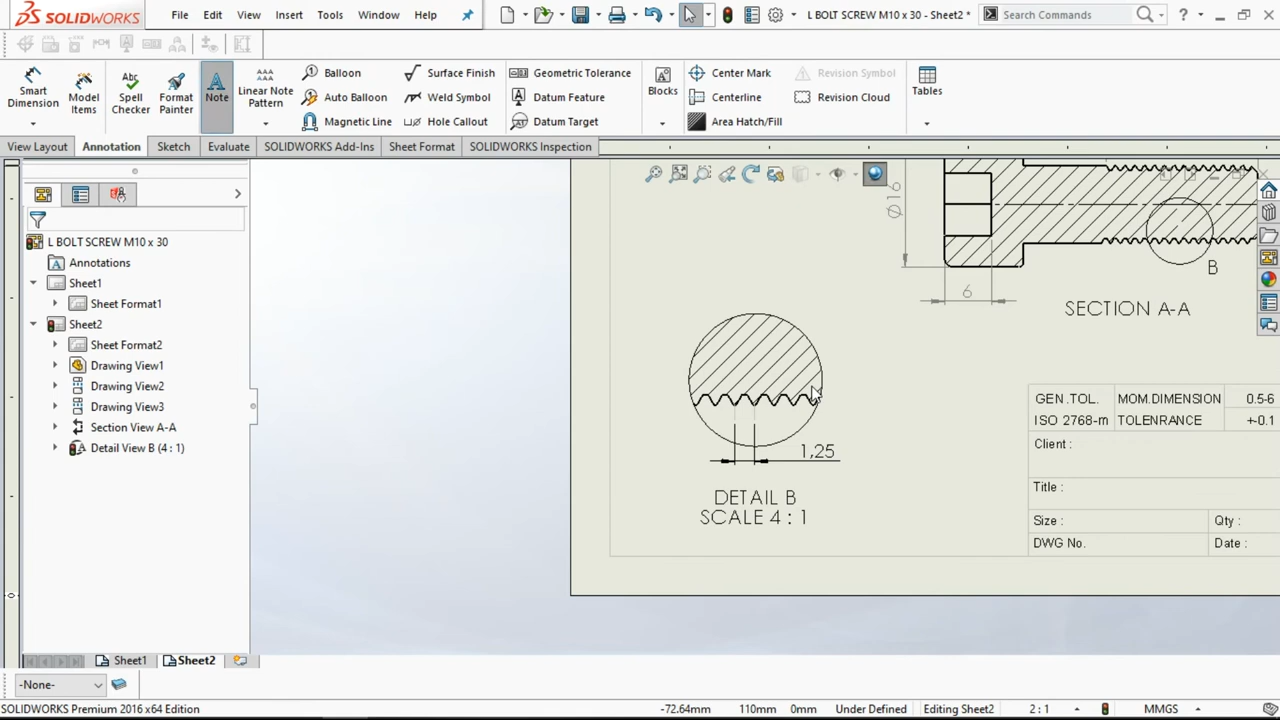 SOLIDWORKS File Edit View Insert Tools Window Help L BOLT SCREW M10 x 30 - Sheet2 * Search Commands ?
Smart Dimension
Model Items
Abc
Spell Checker
Format Painter
A
Note
AAA
AAA
Linear Note Pattern
Balloon
Auto Balloon
Magnetic Line
Surface Finish
Weld Symbol
Hole Callout
Geometric Tolerance
Datum Feature
Datum Target
A
Blocks
Center Mark
Centerline
Area Hatch/Fill
Revision Symbol
Revision Cloud
Tables
View Layout Annotation Sketch Evaluate SOLIDWORKS Add-Ins Sheet Format SOLIDWORKS Inspection
L BOLT SCREW M10 x 30
A Annotations
Sheet1
Sheet Format1
Sheet2
Sheet Format2
Drawing View1
Drawing View2
Drawing View3
Section View A-A
Detail View B (4 : 1)
Ø16
6
B
SECTION A-A
1,25
DETAIL B
SCALE 4 : 1
GEN .TOL. MOM.DIMENSION 0.5-6
ISO 2768-m TOLENRANCE +-0.1
Client :
Title :
Size : Qty :
DWG No. Date :
Sheet1 Sheet2
-None-
SOLIDWORKS Premium 2016 x64 Edition -72.64mm 110mm 0mm Under Defined Editing Sheet2 2 : 1 MMGS